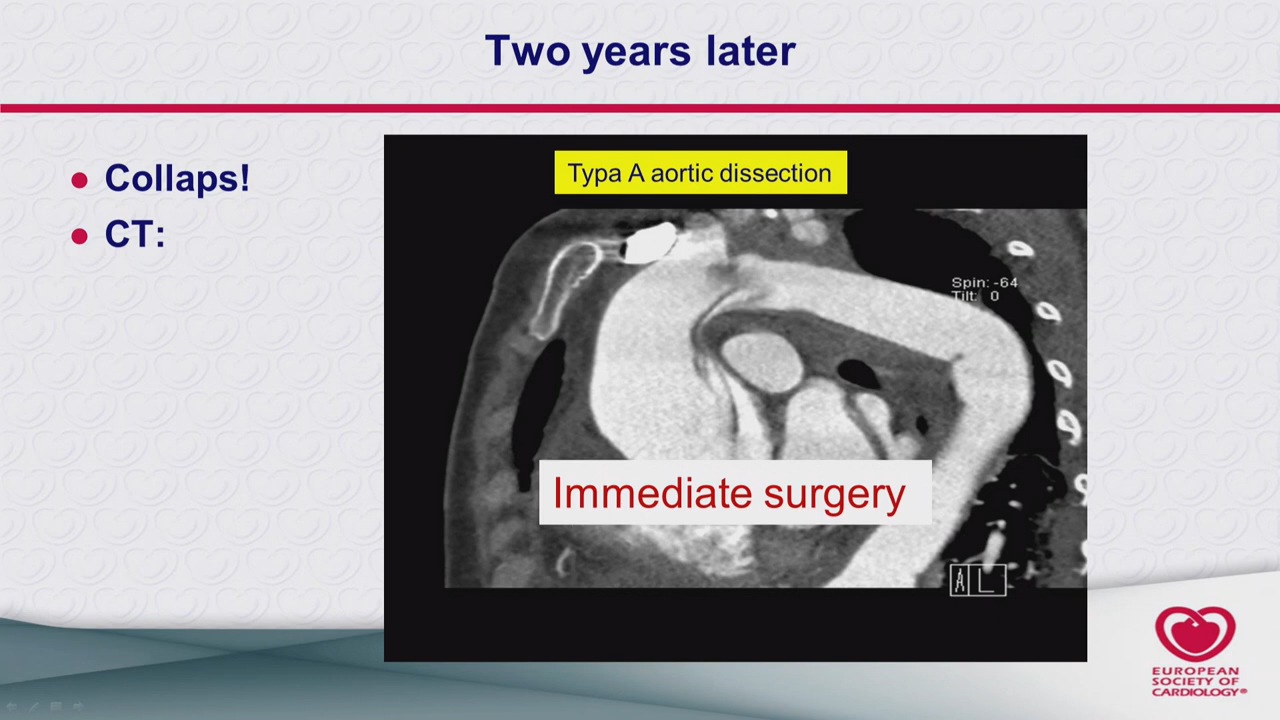 Two years later
Collaps!
CT:
Typa A aortic dissection
Spin: -64
Tilt: 0
Immediate surgery
A L
EUROPEAN
SOCIETY OF
CARDIOLOGY®